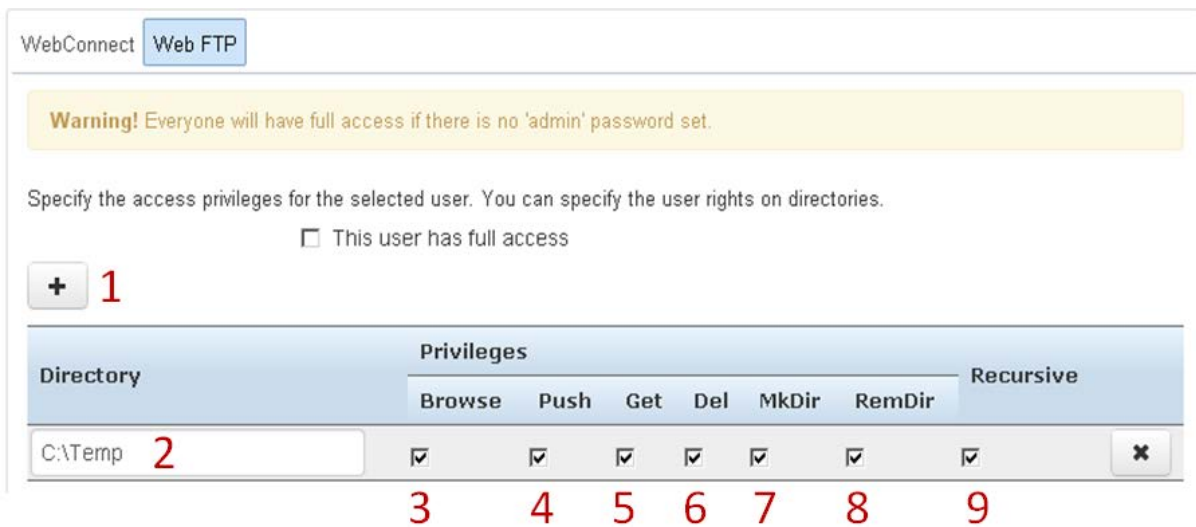 WebConnect Web FTP
Warning! Everyone will have full access if there is no 'admin' password set.
Specify the access privileges for the selected user. You can specify the user rights on directories.
This user has full access
+ 1
Privileges
Directory Recursive
Browse Push Get Del MkDir RemDir
C:\Temp 2
3 4 5 6 7 8 9